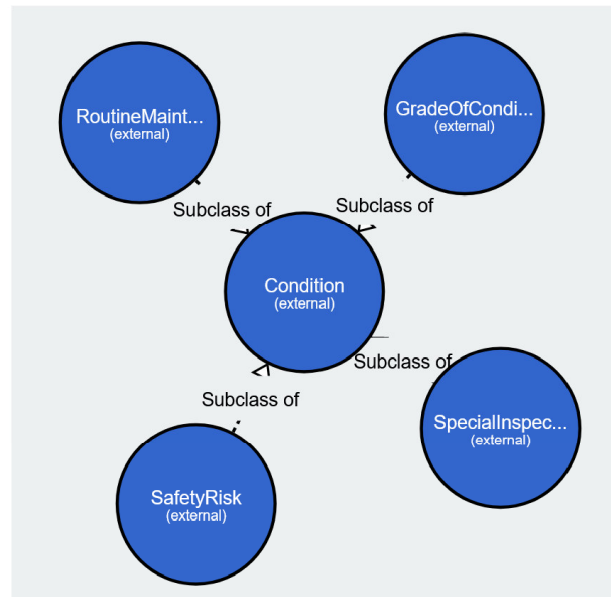 RoutineMaint...
(external)
GradeOfCondi...
(external)
Subclass of
Subclass of
Condition
(external)
Subclass of
Subclass of
SpecialInspec...
(external)
SafetyRisk
(external)